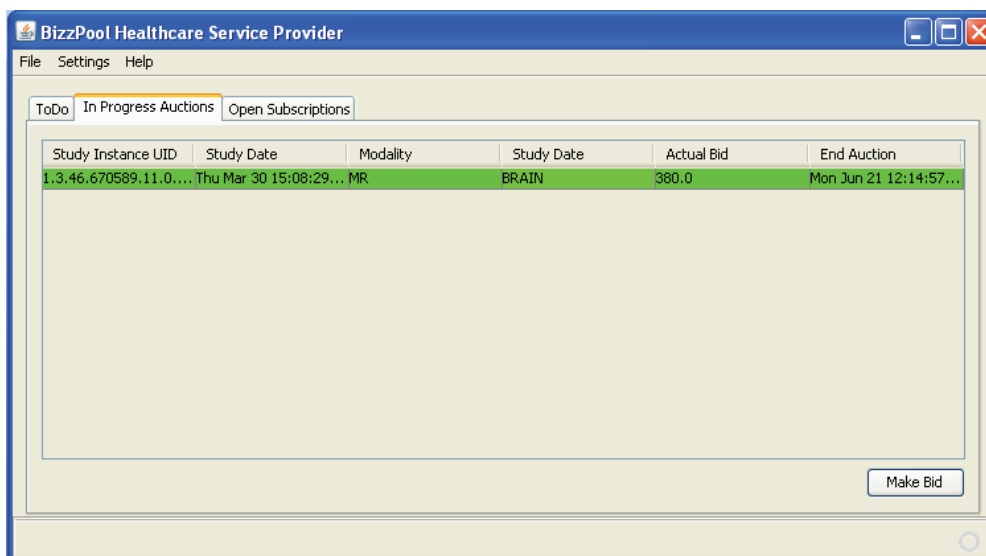 BizzPool Healthcare Service Provider
File Settings Help
ToDo In Progress Auctions Open Subscriptions
Study Instance UID Study Date Modality Study Date Actual Bid End Auction
1.3.46.670589.11.0.... Thu Mar 30 15:08:29... MR BRAIN 380.0 Mon Jun 21 12:14:57...
Make Bid